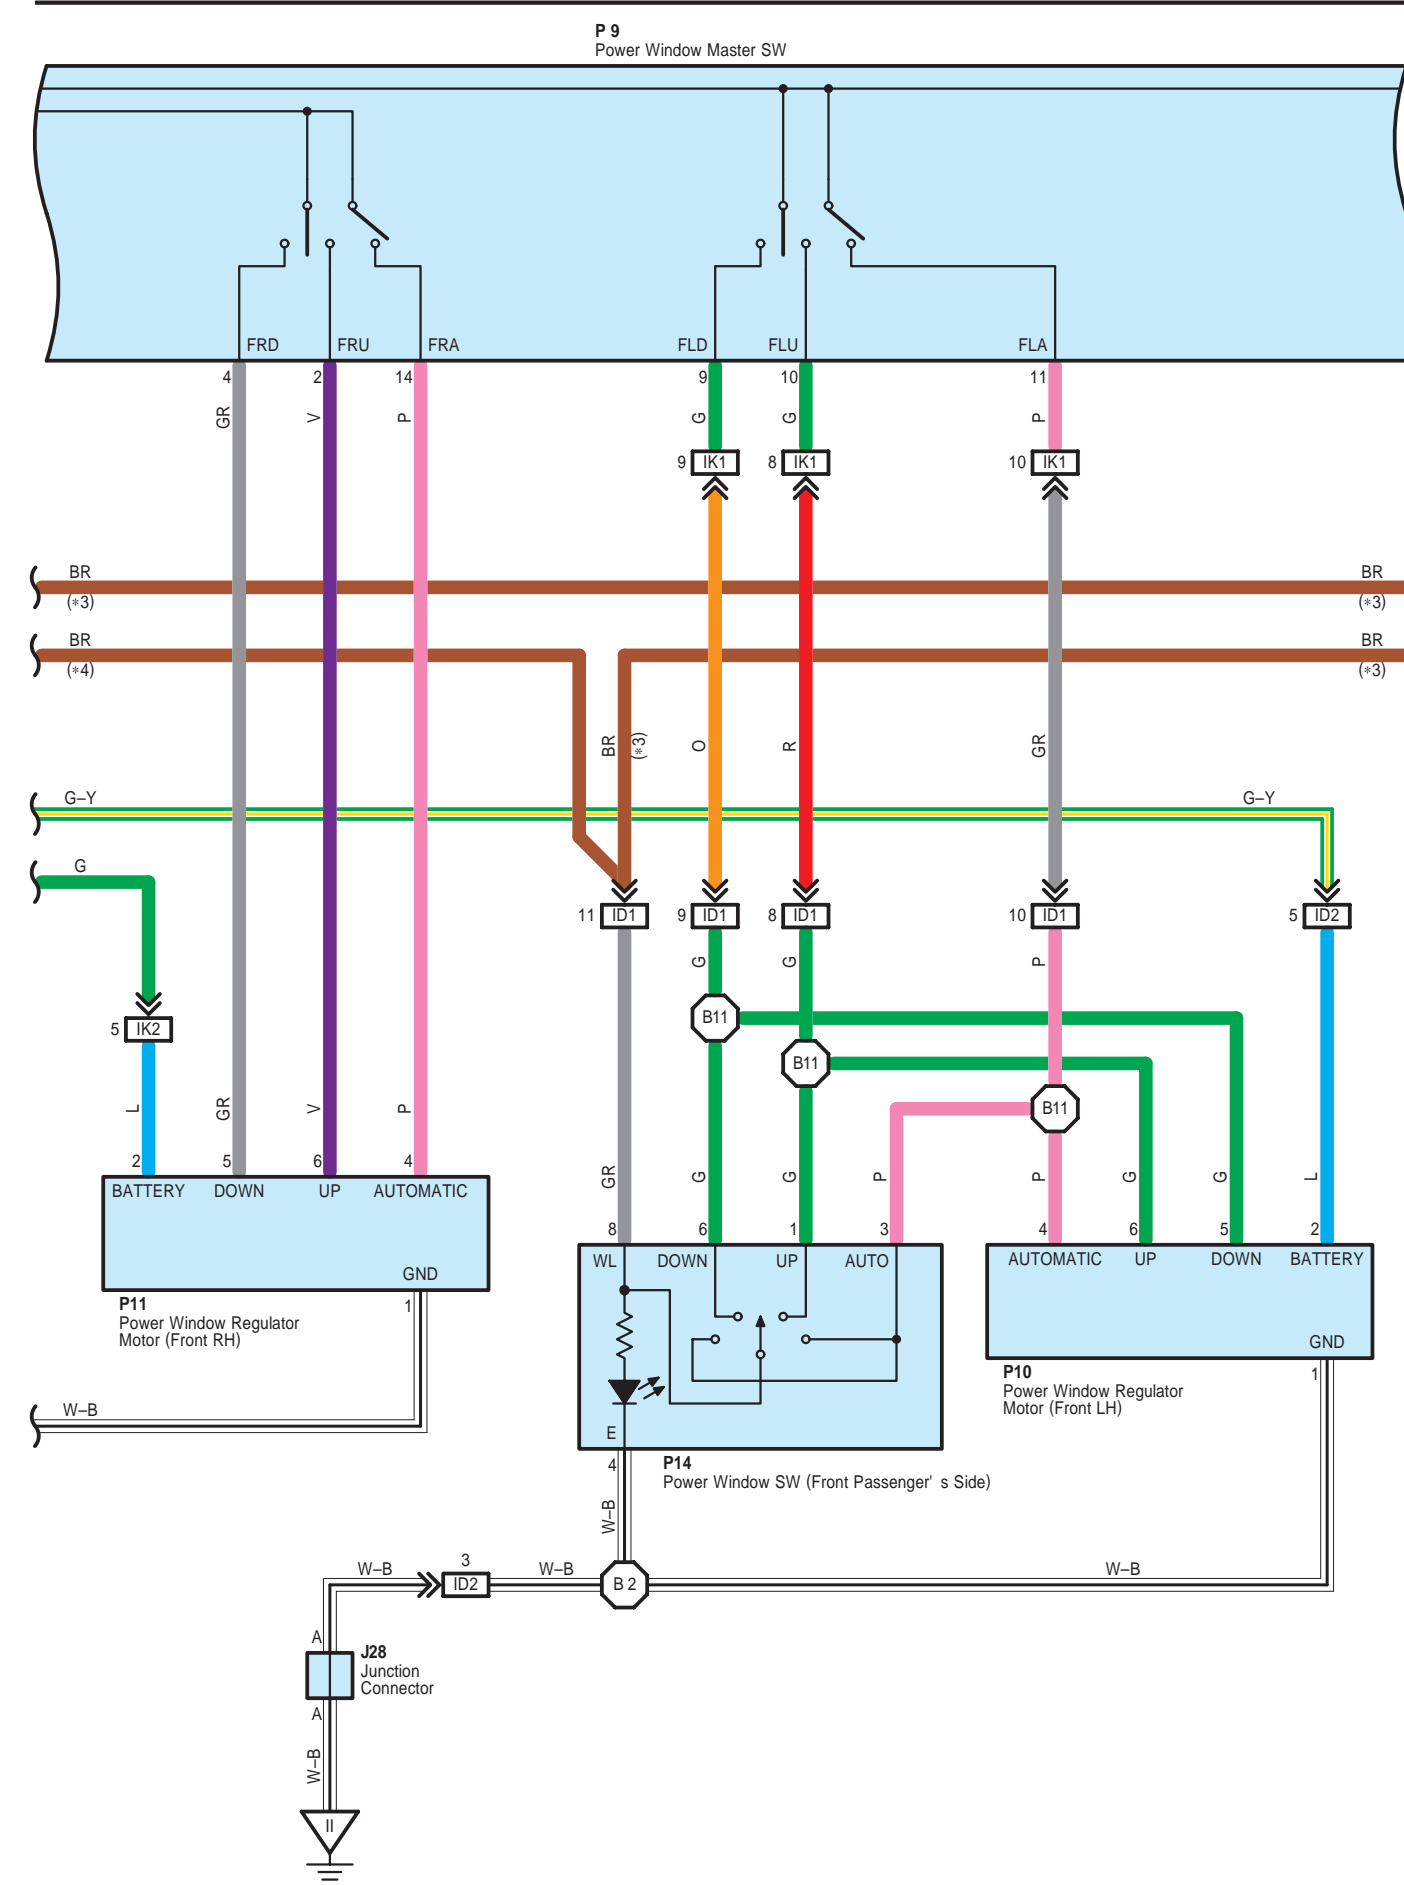 P 9
Power Window Master SW
FRD FRU FRA FLD FLU FLA
4 2 14 9 10 11
GR V P G G P
9 IK1 8 IK1 10 IK1
BR BR
(*3) (*3)
BR BR
(*4) (*3)
BR (*3) O R GR
G–Y G–Y
G
11 ID1 9 ID1 8 ID1 10 ID1 5 ID2
G G P
B11
5 IK2
B11
L GR V P B11
2 5 6 4
GR G G P P G G L
BATTERY DOWN UP AUTOMATIC
8 6 1 3 4 6 5 2
WL DOWN UP AUTO AUTOMATIC UP DOWN BATTERY
GND
P11 1
Power Window Regulator
Motor (Front RH)
GND
P10 1
Power Window Regulator
Motor (Front LH)
W–B
E
4 P14
Power Window SW (Front Passenger' s Side)
W–B
3
W–B ID2 W–B B 2 W–B
A
J28
Junction
Connector
A
W–B
II